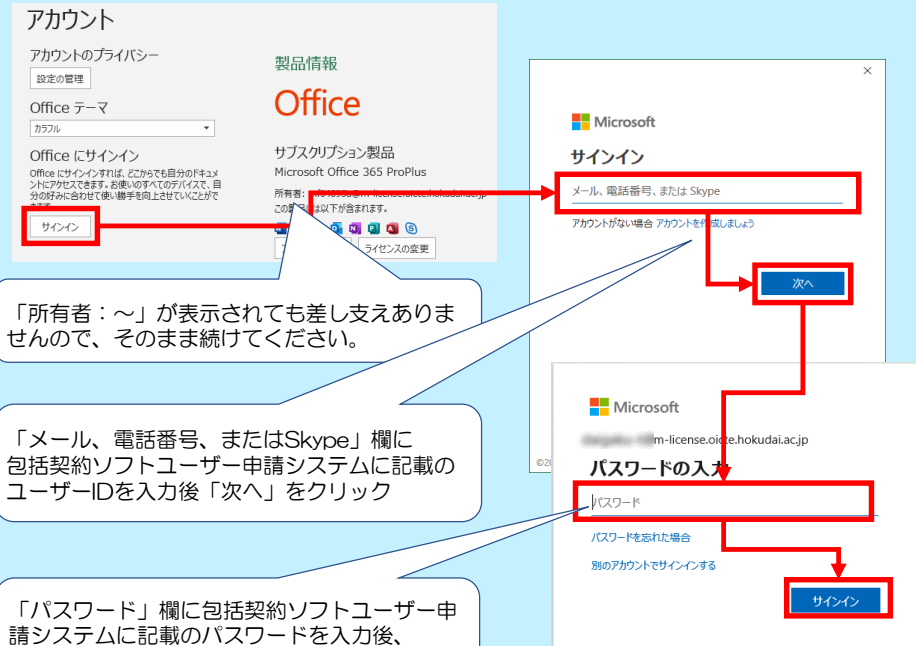 アカウント
アカウントのプライバシー
設定の管理
Office テーマ
カラフル
Office にサインイン
Office にサインインすれば、どこからでも自分のドキュメ
ントにアクセスできます。お使いのすべてのデバイスで、自
分の好みに合わせて使い勝手を向上させていくことがで
きます。
サインイン
製品情報
Office
サブスクリプション製品
Microsoft Office 365 ProPlus
所有者:
この製品には以下が含まれます。
ライセンスの変更
「所有者：～」が表示されても差し支えありま
せんので、そのまま続けてください。
「メール、電話番号、またはSkype」欄に
包括契約ソフトユーザー申請システムに記載の
ユーザーIDを入力後「次へ」をクリック
「パスワード」欄に包括契約ソフトユーザー申
請システムに記載のパスワードを入力後、
Microsoft
サインイン
メール、電話番号、または Skype
アカウントがない場合 アカウントを作成しましょう
次へ
©20
Microsoft
m-license.oicte.hokudai.ac.jp
パスワードの入力
パスワード
パスワードを忘れた場合
別のアカウントでサインインする
サインイン